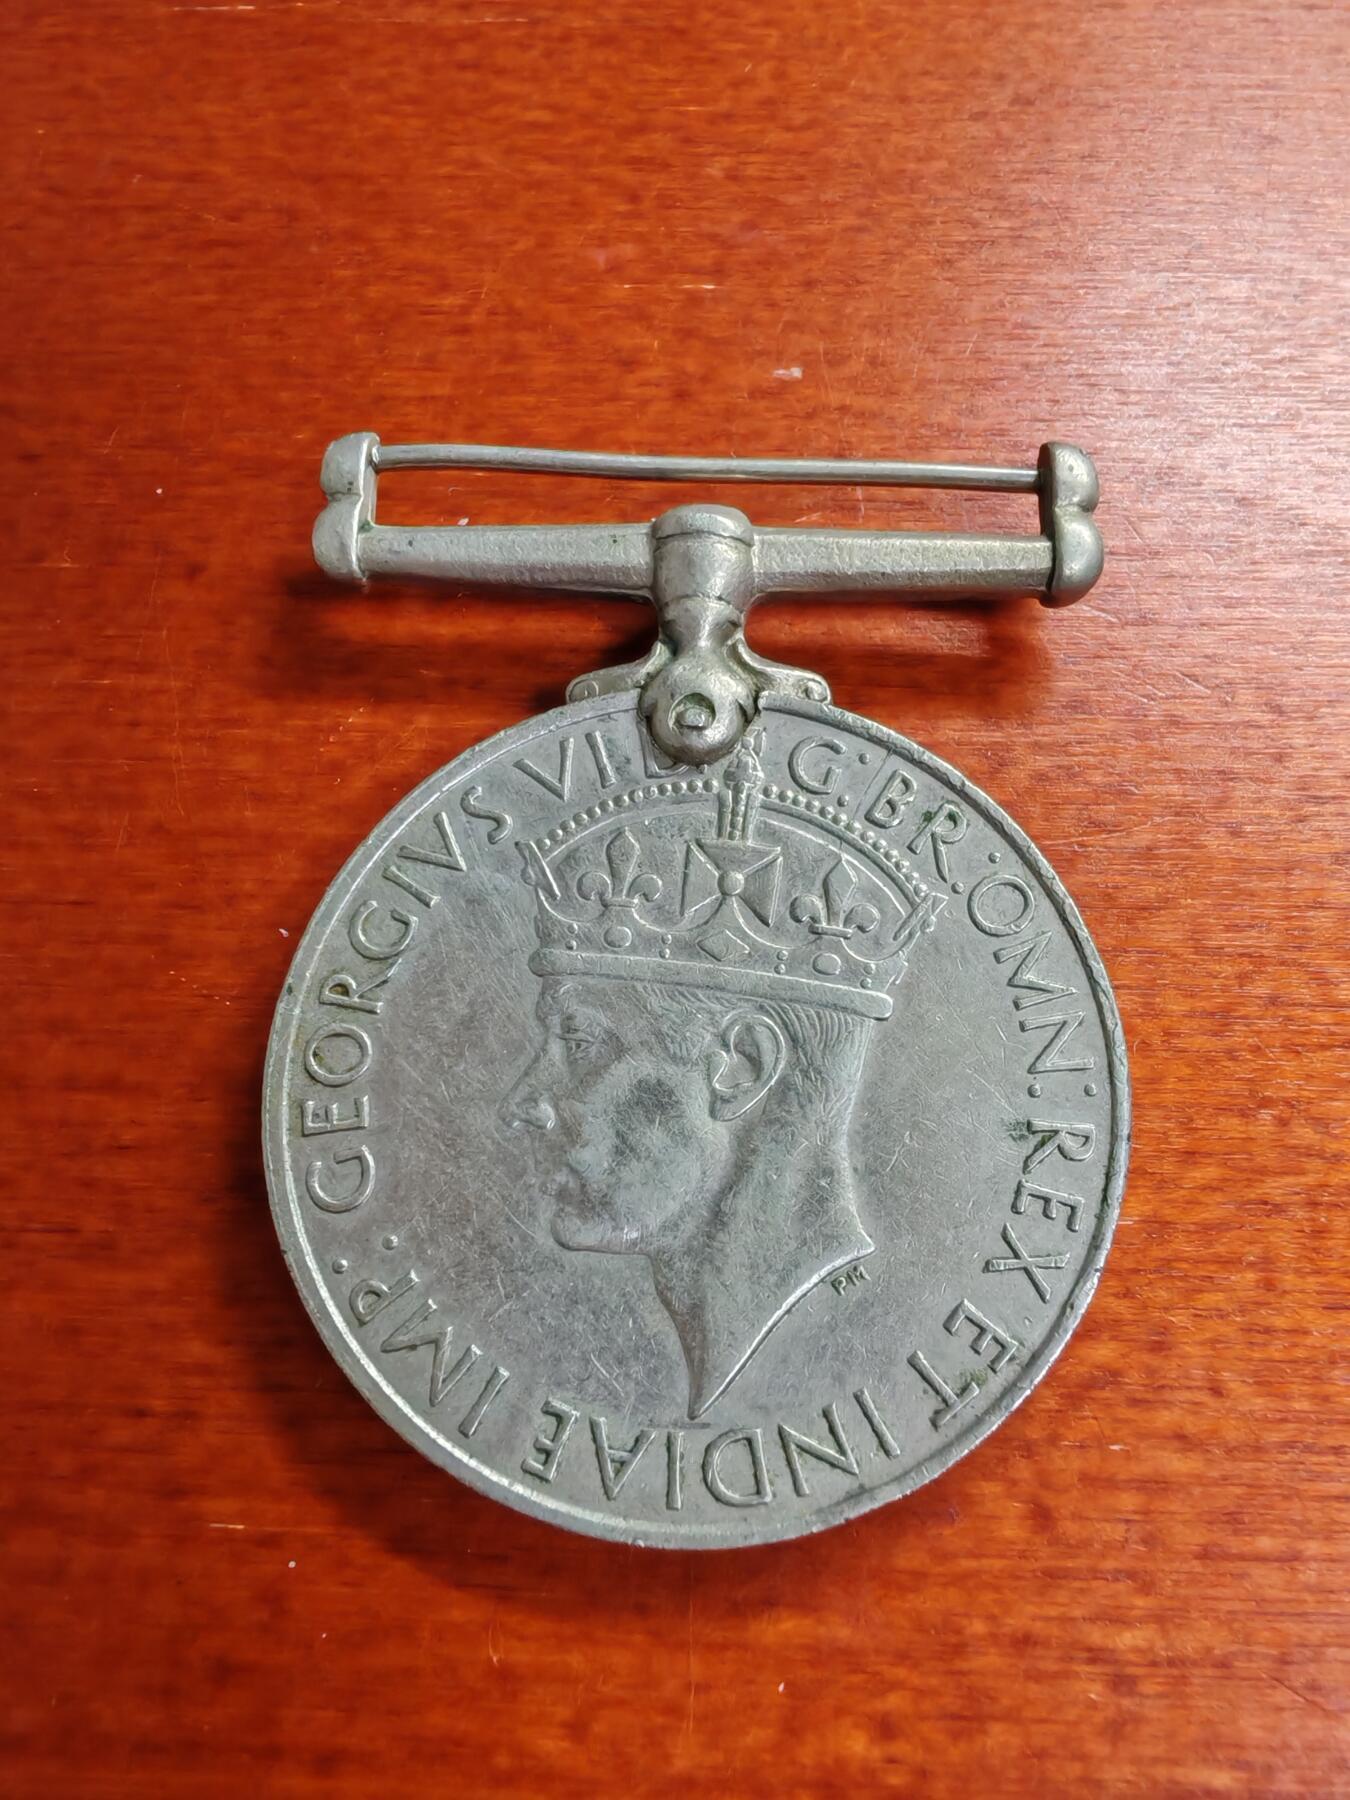 GEORGIVS VI D: G: BR: OMN: REX ET INDIAE IMP:
PM